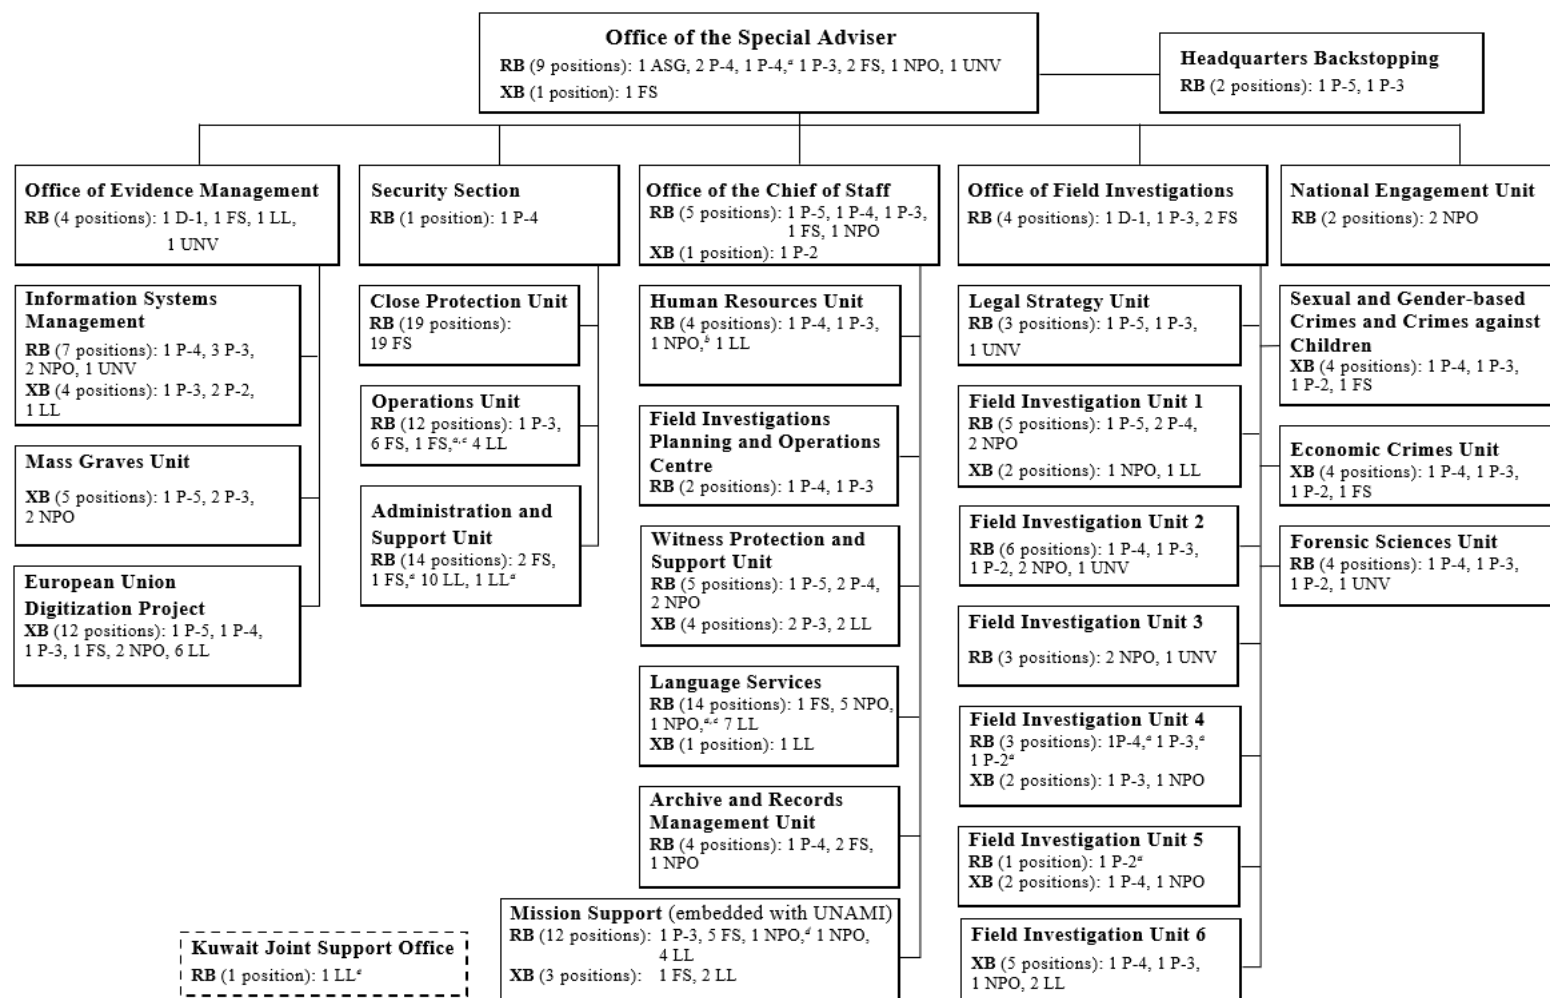 Office of the Special Adviser
RB (9 positions): 1 ASG, 2 P-4, 1 P-4,ᵃ 1 P-3, 2 FS, 1 NPO, 1 UNV
XB (1 position): 1 FS
Headquarters Backstopping
RB (2 positions): 1 P-5, 1 P-3
Office of Evidence Management
RB (4 positions): 1 D-1, 1 FS, 1 LL,
1 UNV
Information Systems
Management
RB (7 positions): 1 P-4, 3 P-3,
2 NPO, 1 UNV
XB (4 positions): 1 P-3, 2 P-2,
1 LL
Mass Graves Unit
XB (5 positions): 1 P-5, 2 P-3,
2 NPO
European Union
Digitization Project
XB (12 positions): 1 P-5, 1 P-4,
1 P-3, 1 FS, 2 NPO, 6 LL
Security Section
RB (1 position): 1 P-4
Close Protection Unit
RB (19 positions):
19 FS
Operations Unit
RB (12 positions): 1 P-3,
6 FS, 1 FS,ᵃ,ᶜ 4 LL
Administration and
Support Unit
RB (14 positions): 2 FS,
1 FS,ᵃ 10 LL, 1 LLᵃ
Office of the Chief of Staff
RB (5 positions): 1 P-5, 1 P-4, 1 P-3,
1 FS, 1 NPO
XB (1 position): 1 P-2
Human Resources Unit
RB (4 positions): 1 P-4, 1 P-3,
1 NPO,ᵇ 1 LL
Field Investigations
Planning and Operations
Centre
RB (2 positions): 1 P-4, 1 P-3
Witness Protection and
Support Unit
RB (5 positions): 1 P-5, 2 P-4,
2 NPO
XB (4 positions): 2 P-3, 2 LL
Language Services
RB (14 positions): 1 FS, 5 NPO,
1 NPO,ᵃ,ᶜ 7 LL
XB (1 position): 1 LL
Archive and Records
Management Unit
RB (4 positions): 1 P-4, 2 FS,
1 NPO
Mission Support (embedded with UNAMI)
RB (12 positions): 1 P-3, 5 FS, 1 NPO,ᵈ 1 NPO,
4 LL
XB (3 positions): 1 FS, 2 LL
Office of Field Investigations
RB (4 positions): 1 D-1, 1 P-3, 2 FS
Legal Strategy Unit
RB (3 positions): 1 P-5, 1 P-3,
1 UNV
Field Investigation Unit 1
RB (5 positions): 1 P-5, 2 P-4,
2 NPO
XB (2 positions): 1 NPO, 1 LL
Field Investigation Unit 2
RB (6 positions): 1 P-4, 1 P-3,
1 P-2, 2 NPO, 1 UNV
Field Investigation Unit 3
RB (3 positions): 2 NPO, 1 UNV
Field Investigation Unit 4
RB (3 positions): 1P-4,ᵃ 1 P-3,ᵃ
1 P-2ᵃ
XB (2 positions): 1 P-3, 1 NPO
Field Investigation Unit 5
RB (1 position): 1 P-2ᵃ
XB (2 positions): 1 P-4, 1 NPO
Field Investigation Unit 6
XB (5 positions): 1 P-4, 1 P-3,
1 NPO, 2 LL
National Engagement Unit
RB (2 positions): 2 NPO
Sexual and Gender-based
Crimes and Crimes against
Children
XB (4 positions): 1 P-4, 1 P-3,
1 P-2, 1 FS
Economic Crimes Unit
XB (4 positions): 1 P-4, 1 P-3,
1 P-2, 1 FS
Forensic Sciences Unit
RB (4 positions): 1 P-4, 1 P-3,
1 P-2, 1 UNV
Kuwait Joint Support Office
RB (1 position): 1 LLᵉ